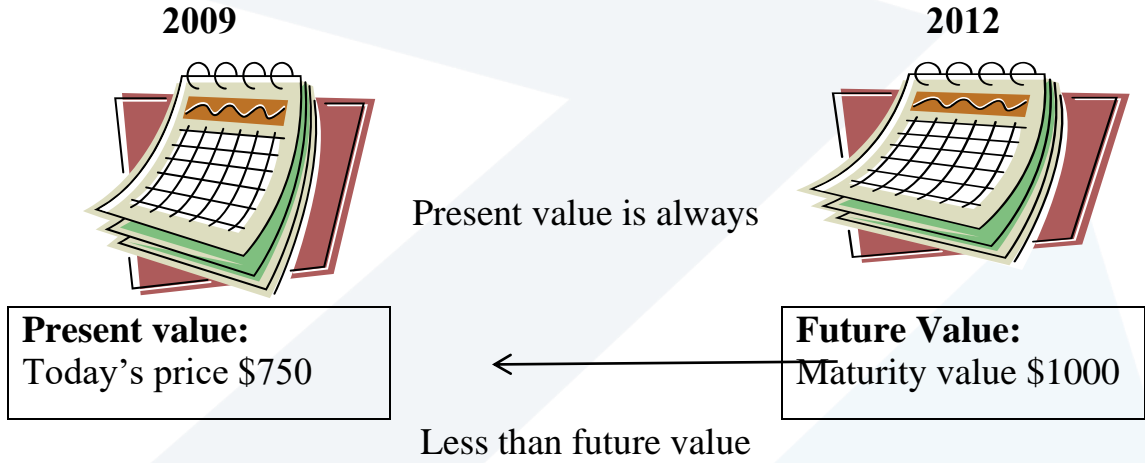 2009
2012
Present value is always
Present value:
Today’s price $750
Future Value:
Maturity value $1000
Less than future value